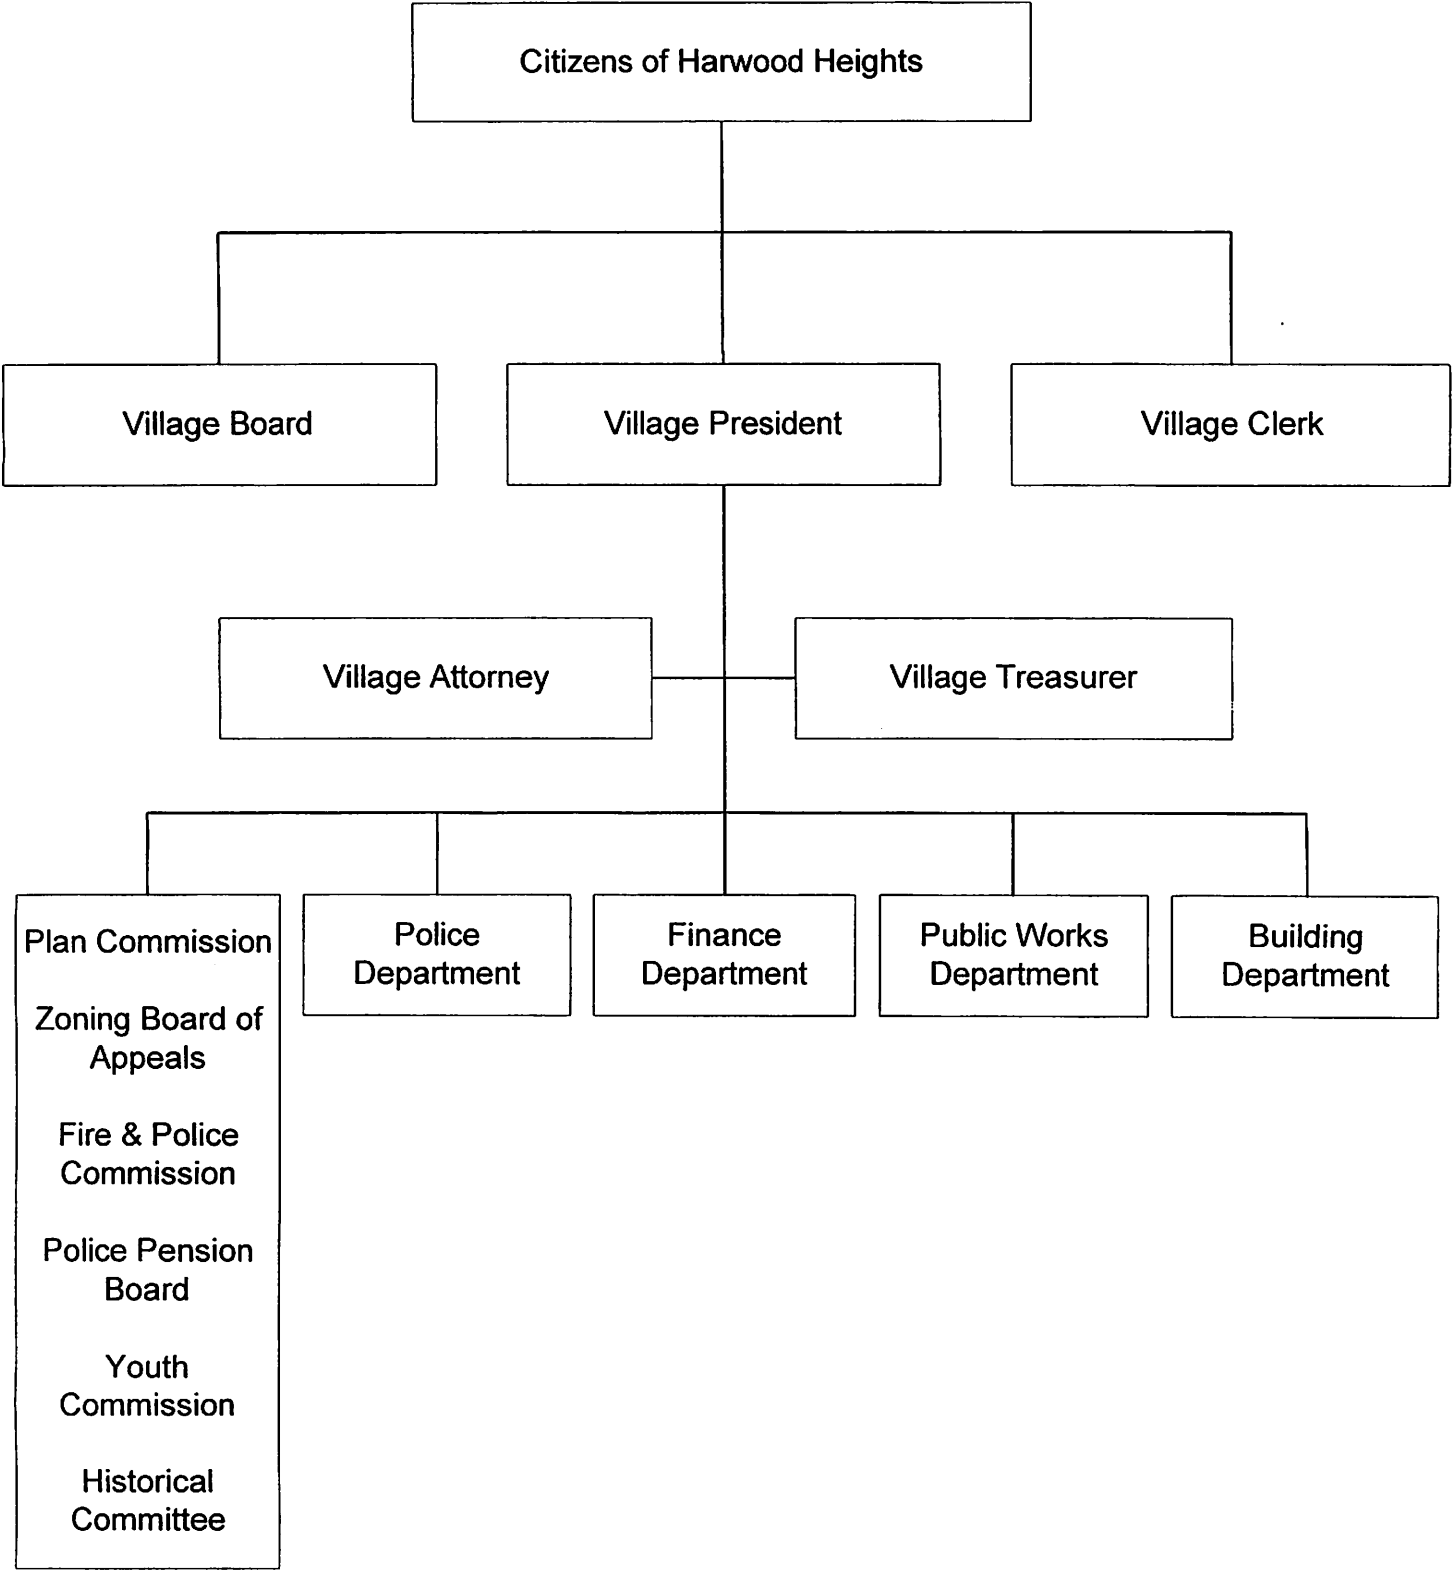 Citizens of Harwood Heights
Village Board
Village President
Village Clerk
Village Attorney
Village Treasurer
Plan Commission
Zoning Board of
Appeals
Fire & Police
Commission
Police Pension
Board
Youth
Commission
Historical
Committee
Police
Department
Finance
Department
Public Works
Department
Building
Department